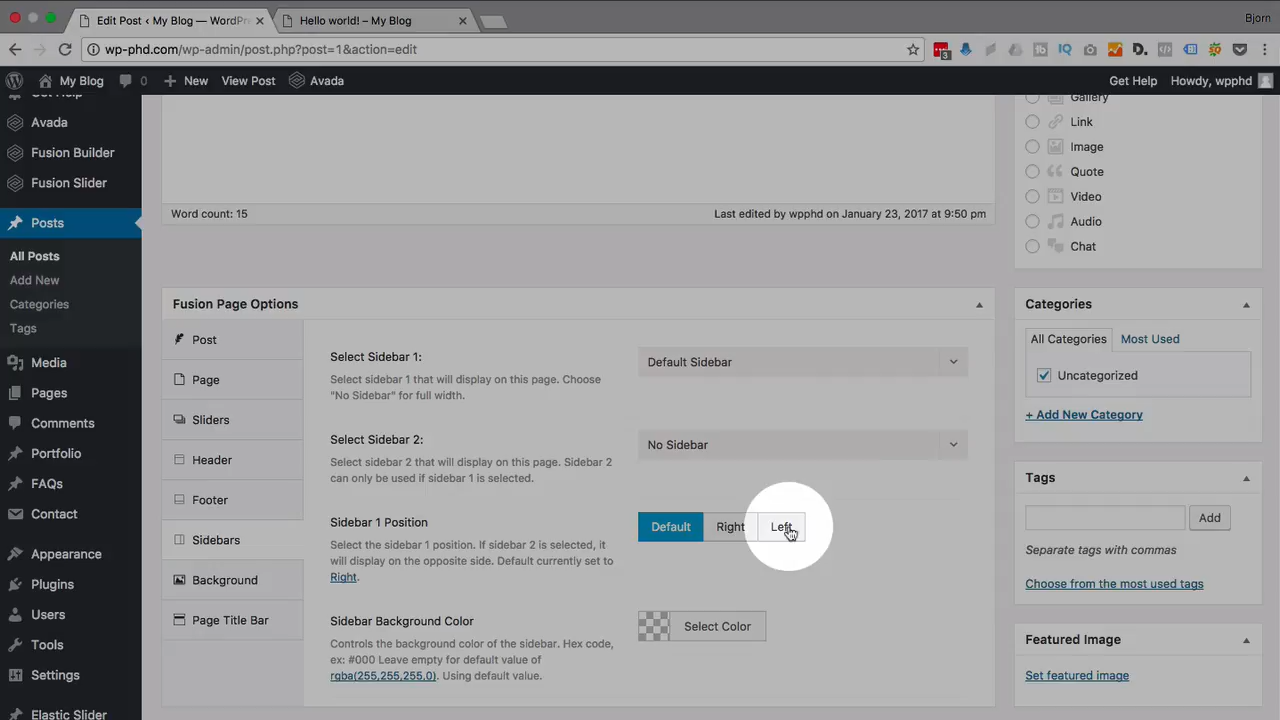 Edit Post ‹ My Blog — WordPr
Hello world! – My Blog
Bjorn
wp-phd.com/wp-admin/post.php?post=1&action=edit
3
My Blog
0
New
View Post
Avada
Get Help
Howdy, wpphd
Get Help
Avada
Fusion Builder
Fusion Slider
Posts
All Posts
Add New
Categories
Tags
Media
Pages
Comments
Portfolio
FAQs
Contact
Appearance
Plugins
Users
Tools
Settings
Elastic Slider
Word count: 15
Last edited by wpphd on January 23, 2017 at 9:50 pm
Fusion Page Options
Post
Page
Sliders
Header
Footer
Sidebars
Background
Page Title Bar
Select Sidebar 1:
Select sidebar 1 that will display on this page. Choose
"No Sidebar" for full width.
Default Sidebar
Select Sidebar 2:
Select sidebar 2 that will display on this page. Sidebar 2
can only be used if sidebar 1 is selected.
No Sidebar
Sidebar 1 Position
Select the sidebar 1 position. If sidebar 2 is selected, it
will display on the opposite side. Default currently set to
Right.
Default
Right
Left
Sidebar Background Color
Controls the background color of the sidebar. Hex code,
ex: #000 Leave empty for default value of
rgba(255,255,255,0). Using default value.
Select Color
Gallery
Link
Image
Quote
Video
Audio
Chat
Categories
All Categories
Most Used
Uncategorized
+ Add New Category
Tags
Add
Separate tags with commas
Choose from the most used tags
Featured Image
Set featured image